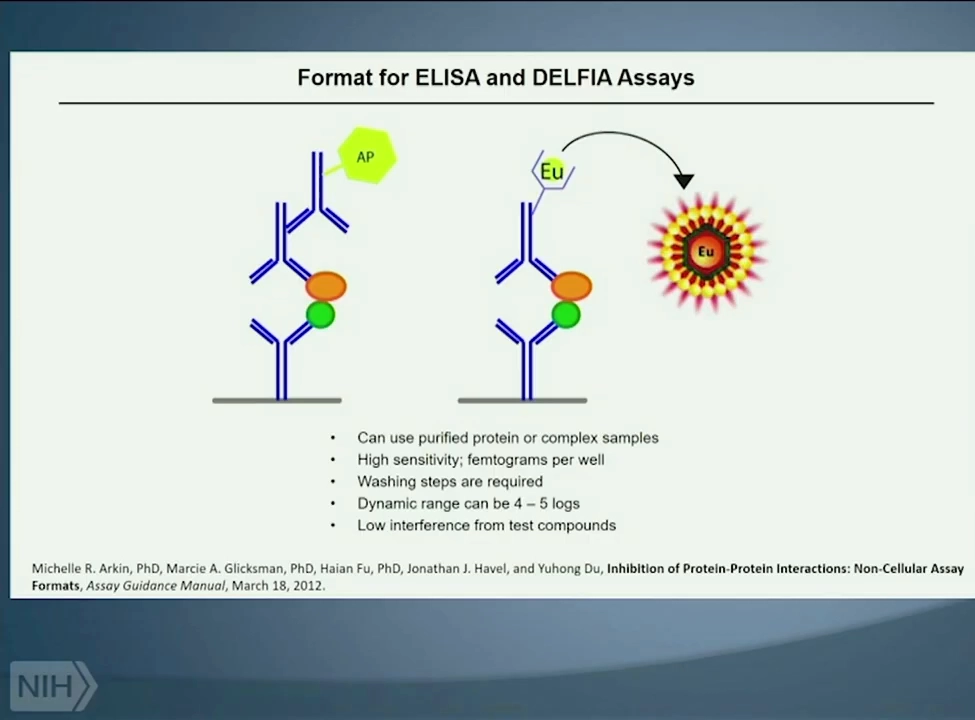 Format for ELISA and DELFIA Assays
AP
Eu
Eu
• Can use purified protein or complex samples
• High sensitivity; femtograms per well
• Washing steps are required
• Dynamic range can be 4 – 5 logs
• Low interference from test compounds
Michelle R. Arkin, PhD, Marcie A. Glicksman, PhD, Haian Fu, PhD, Jonathan J. Havel, and Yuhong Du, Inhibition of Protein-Protein Interactions: Non-Cellular Assay
Formats, Assay Guidance Manual, March 18, 2012.
NIH